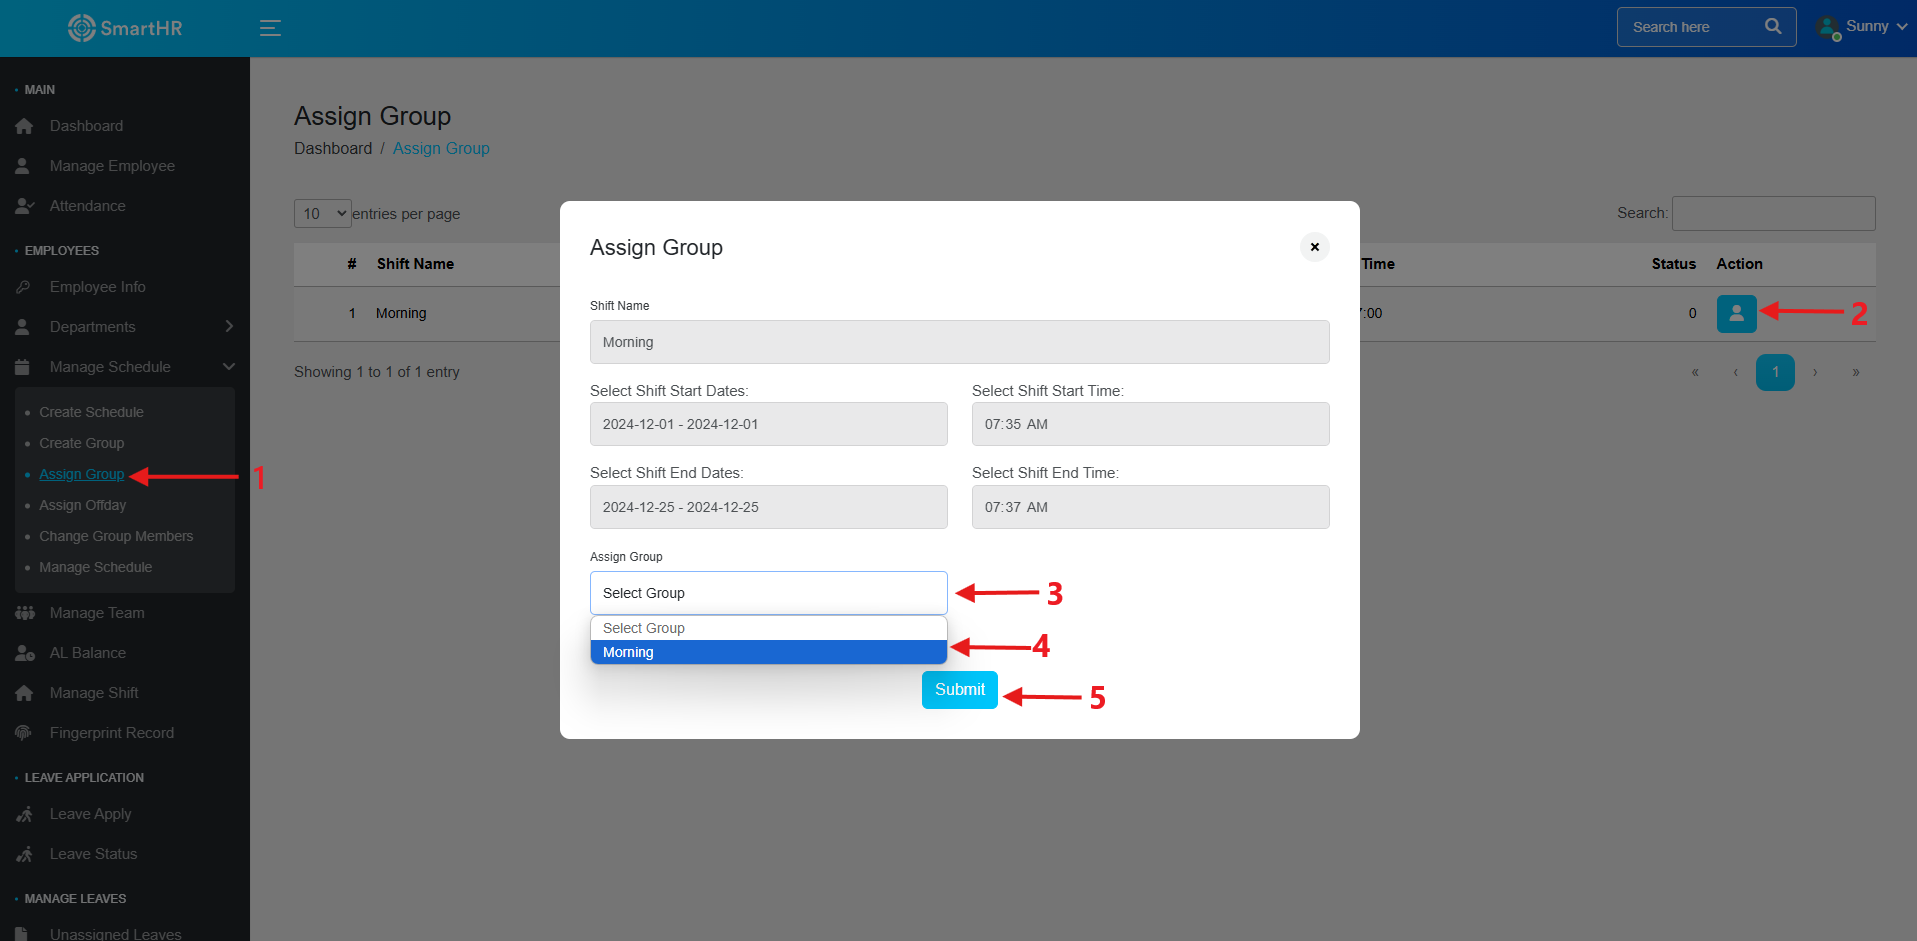 SmartHR
Search here
Sunny
MAIN
Dashboard
Manage Employee
Attendance
EMPLOYEES
Employee Info
Departments
Manage Schedule
Create Schedule
Create Group
Assign Group
1
Assign Offday
Change Group Members
Manage Schedule
Manage Team
AL Balance
Manage Shift
Fingerprint Record
LEAVE APPLICATION
Leave Apply
Leave Status
MANAGE LEAVES
Unassigned Leaves
Assign Group
Dashboard / Assign Group
10 entries per page
Search:
# Shift Name Time Status Action
1 Morning 7:00 0
2
Showing 1 to 1 of 1 entry
« ‹ 1 › »
Assign Group
×
Shift Name
Morning
Select Shift Start Dates: Select Shift Start Time:
2024-12-01 - 2024-12-01 07:35 AM
Select Shift End Dates: Select Shift End Time:
2024-12-25 - 2024-12-25 07:37 AM
Assign Group
Select Group 3
Select Group
Morning 4
Submit 5